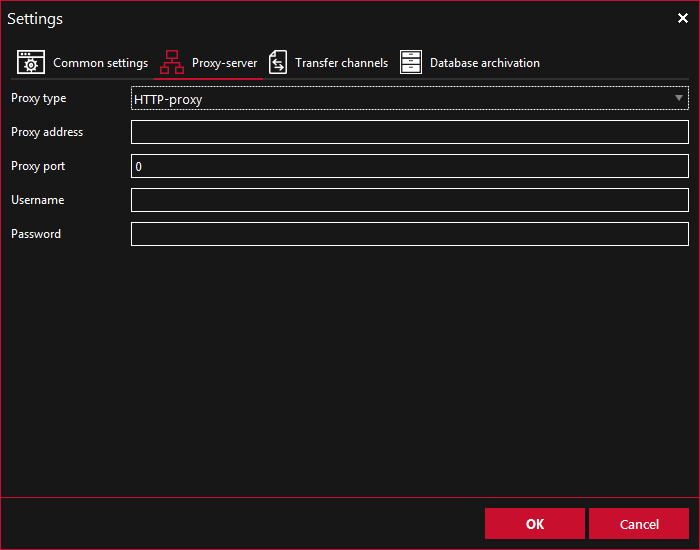 Settings
Common settings Proxy-server Transfer channels Database archivation
Proxy type HTTP-proxy
Proxy address
Proxy port 0
Username
Password
OK Cancel